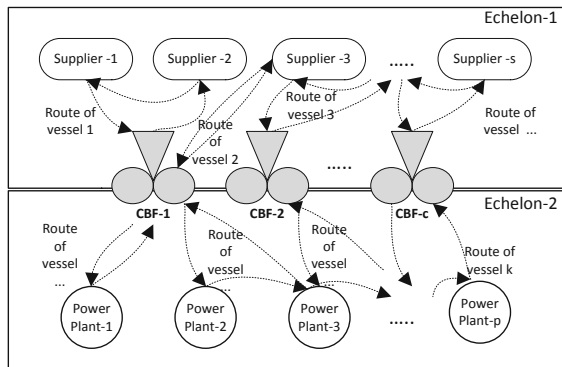 Echelon-1
Supplier -1
Supplier -2
Supplier -3
.....
Supplier -s
Route of
vessel 1
Route
of
vessel 2
Route of
vessel 3
Route of
vessel ...
.....
CBF-1
CBF-2
CBF-c
Echelon-2
Route
of
vessel
...
Route
of
vessel
...
Route
of
vessel
...
Route of
vessel k
Power
Plant-1
Power
Plant-2
Power
Plant-3
.....
Power
Plant-p